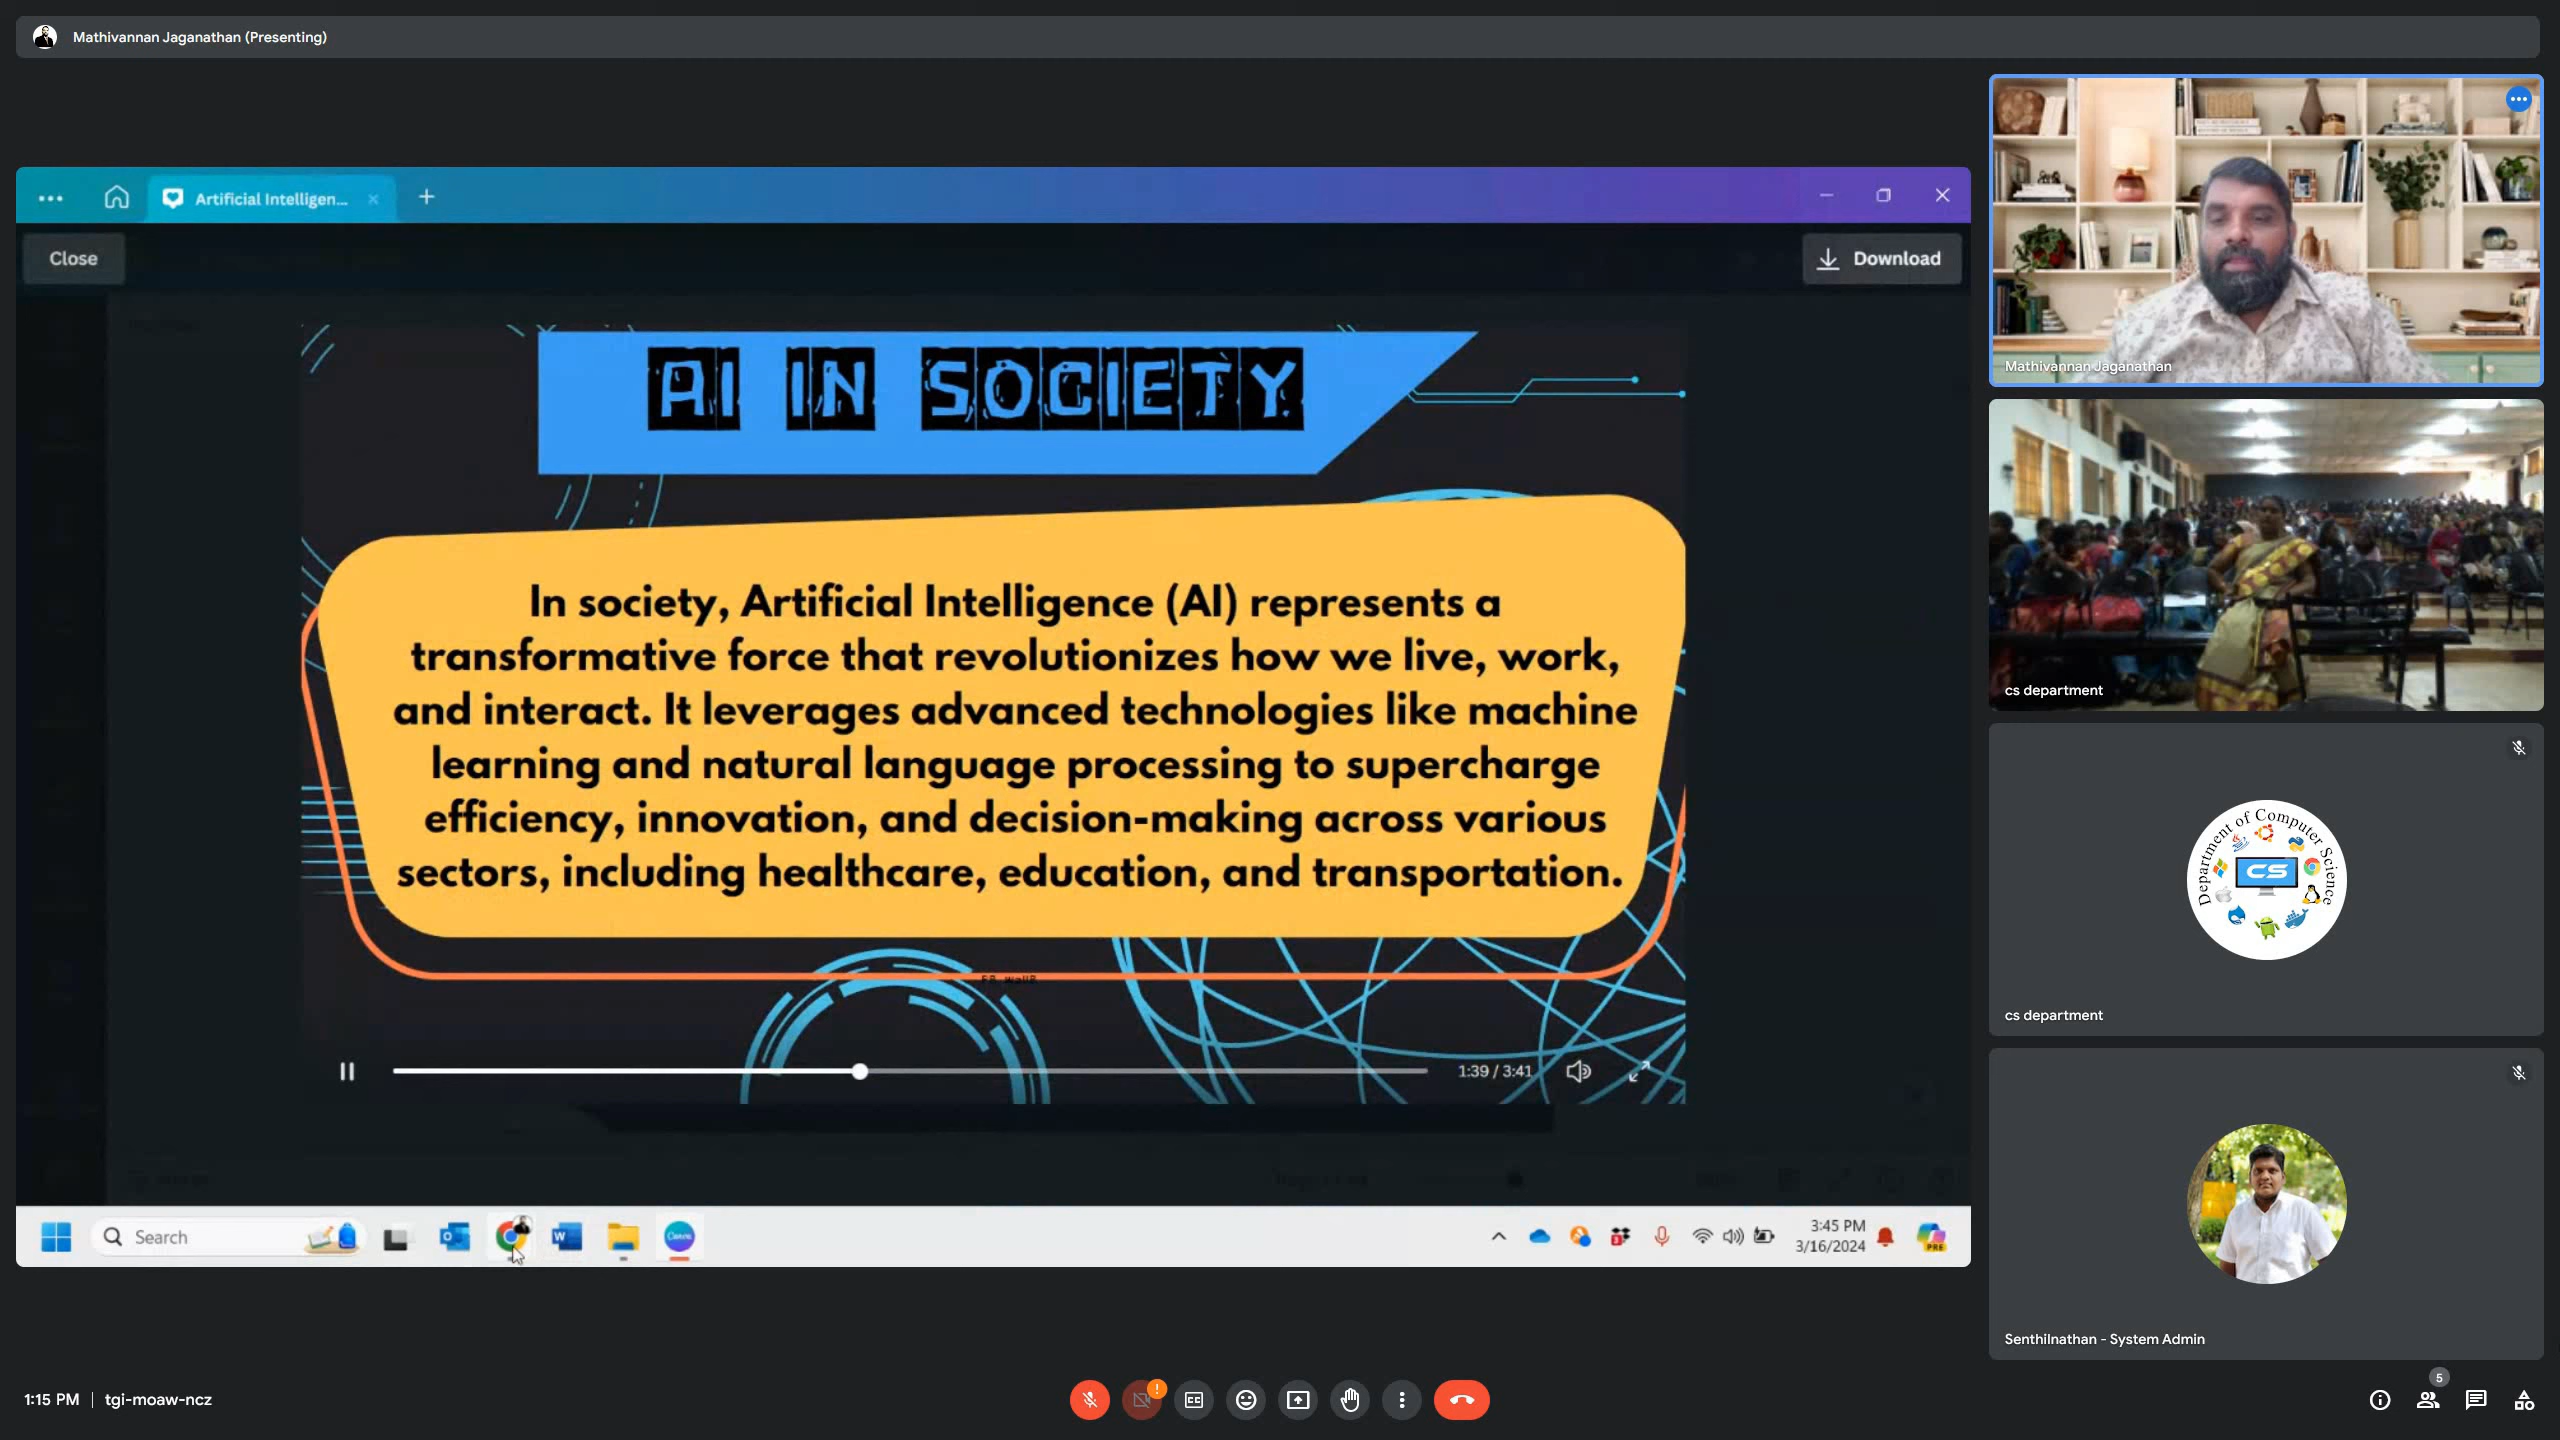 Mathivannan Jaganathan (Presenting)
Artificial Intelligen...
Close
Download
AI IN SOCIETY
In society, Artificial Intelligence (AI) represents a
transformative force that revolutionizes how we live, work,
and interact. It leverages advanced technologies like machine
learning and natural language processing to supercharge
efficiency, innovation, and decision-making across various
sectors, including healthcare, education, and transportation.
1:39 / 3:41
Search
Canva
3:45 PM
3/16/2024
PRE
Mathivannan Jaganathan
cs department
Department of Computer Science
CS
cs department
Senthilnathan - System Admin
1:15 PM | tgi-moaw-ncz
5